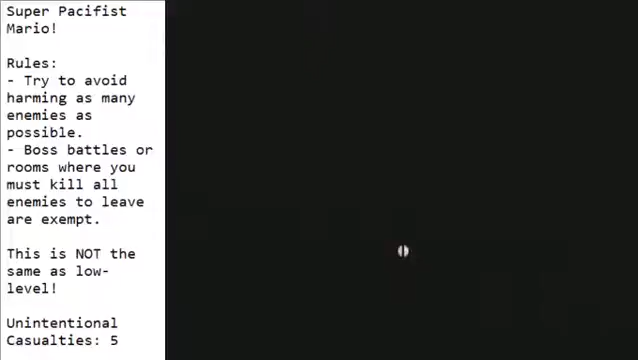 Super Pacifist
Mario!
Rules:
- Try to avoid
harming as many
enemies as
possible.
- Boss battles or
rooms where you
must kill all
enemies to leave
are exempt.
This is NOT the
same as low-
level!
Unintentional
Casualties: 5